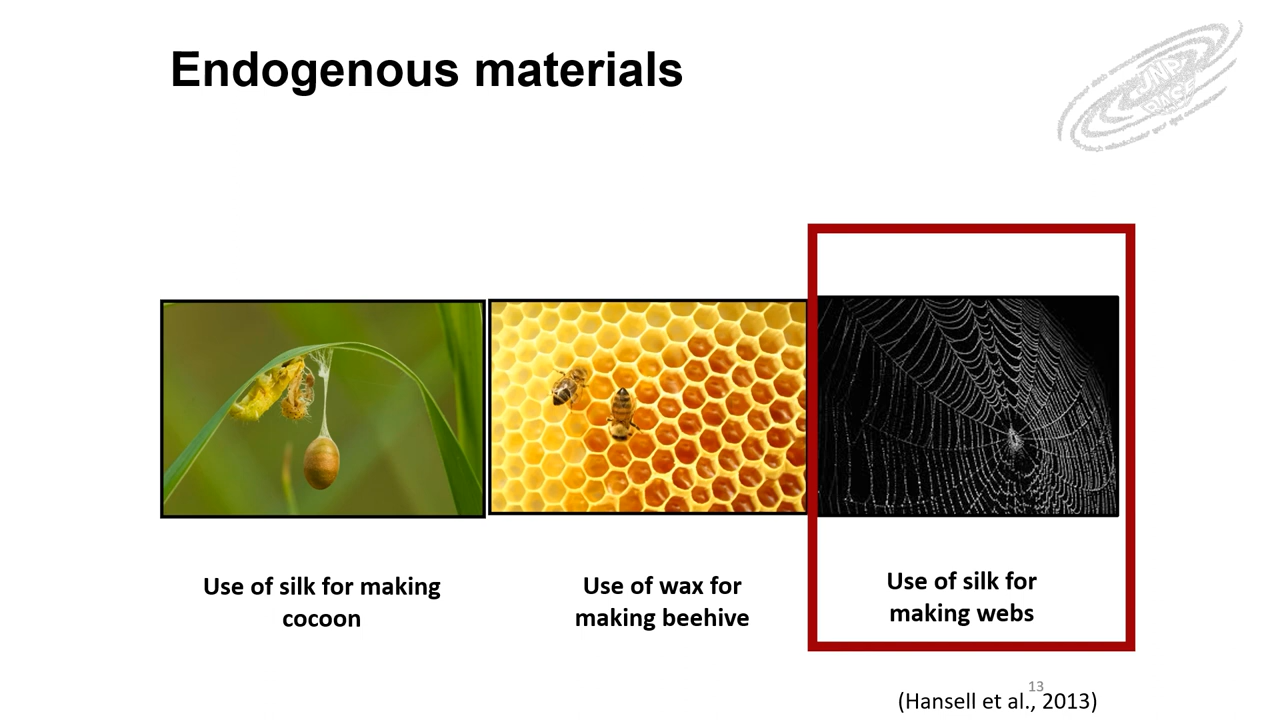 Endogenous materials
Use of silk for making
cocoon
Use of wax for
making beehive
Use of silk for
making webs
13
(Hansell et al., 2013)